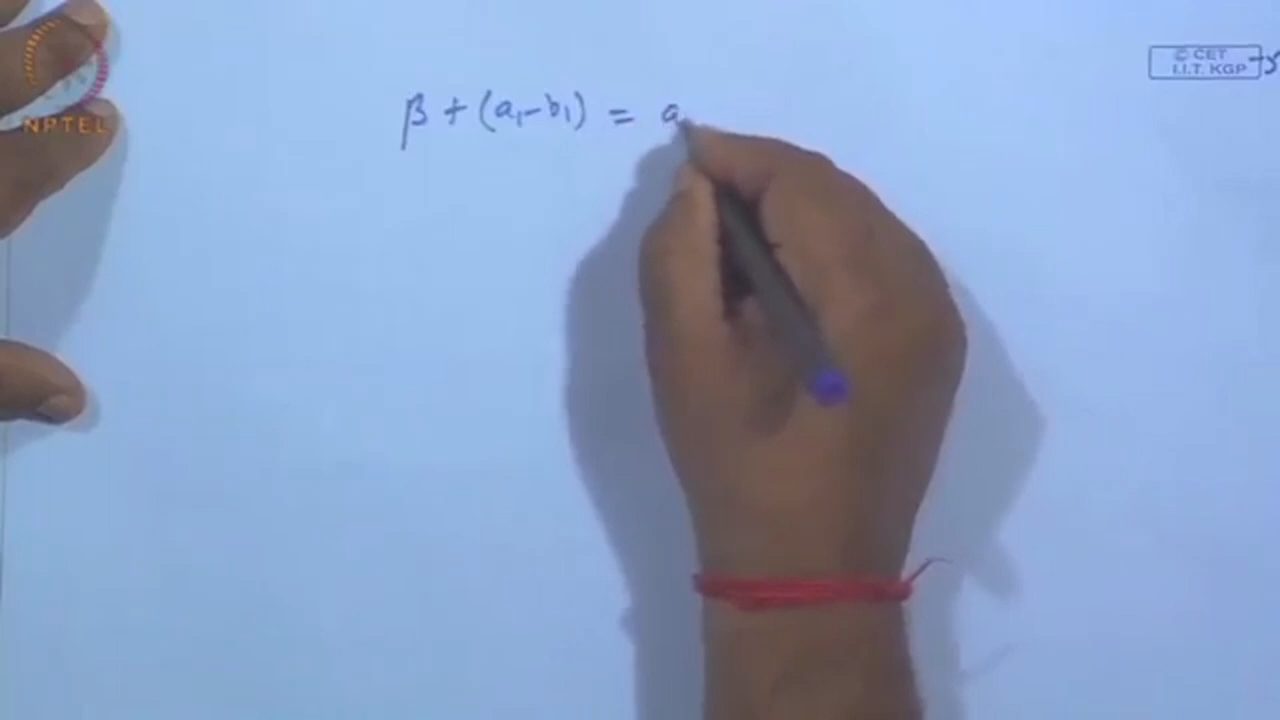 NPTEL
© CET
I.I.T. KGP
β + (a₁-b₁) = a